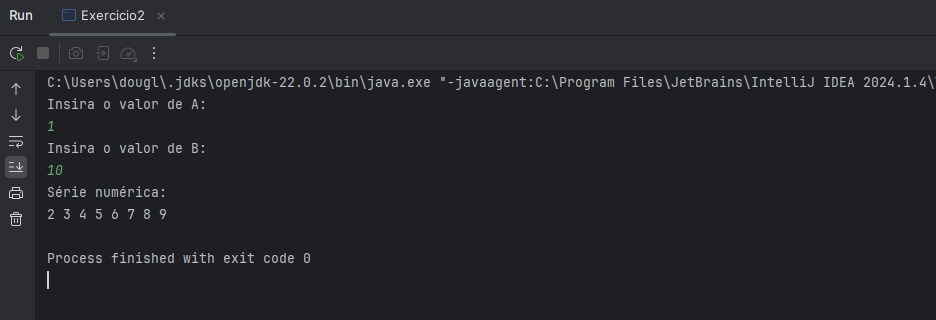 Run
Exercicio2
C:\Users\dougl\.jdks\openjdk-22.0.2\bin\java.exe "-javaagent:C:\Program Files\JetBrains\IntelliJ IDEA 2024.1.4\
Insira o valor de A:
1
Insira o valor de B:
10
Série numérica:
2 3 4 5 6 7 8 9
Process finished with exit code 0